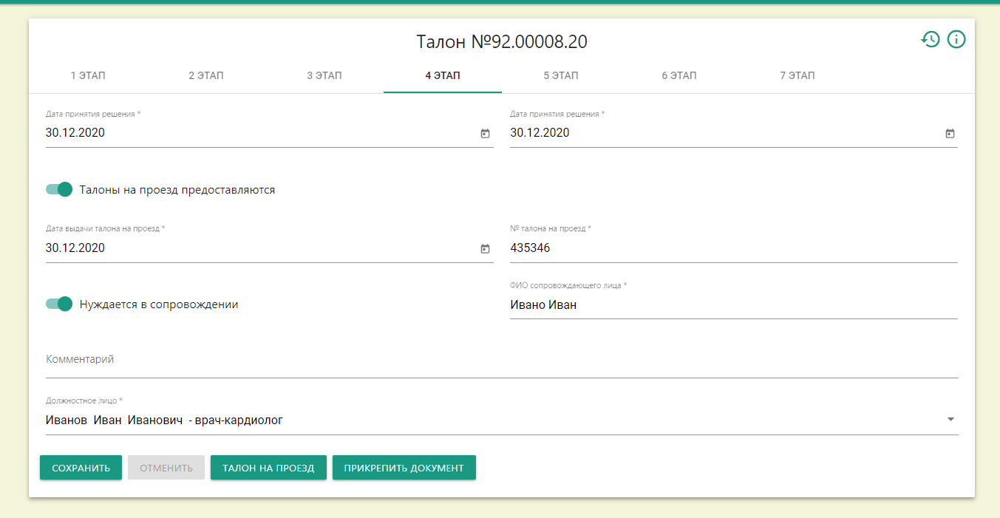 Талон №92.00008.20
1 ЭТАП 2 ЭТАП 3 ЭТАП 4 ЭТАП 5 ЭТАП 6 ЭТАП 7 ЭТАП
Дата принятия решения * Дата принятия решения *
30.12.2020 30.12.2020
Талоны на проезд предоставляются
Дата выдачи талона на проезд * № талона на проезд *
30.12.2020 435346
ФИО сопровождающего лица *
Нуждается в сопровождении Ивано Иван
Комментарий
Должностное лицо *
Иванов Иван Иванович - врач-кардиолог
СОХРАНИТЬ ОТМЕНИТЬ ТАЛОН НА ПРОЕЗД ПРИКРЕПИТЬ ДОКУМЕНТ